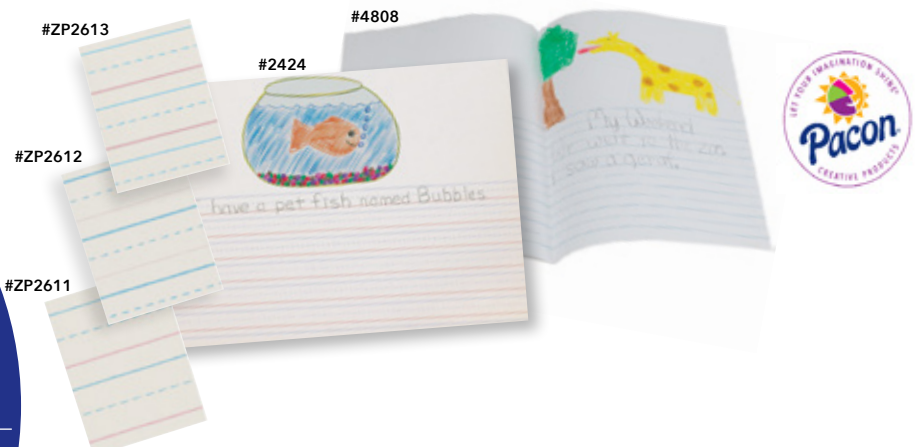 #ZP2613
#4808
#2424
LET YOUR IMAGINATION SHINE®
Pacon
CREATIVE PRODUCTS
My Weekend
went to the zoo
saw a
#ZP2612
have a pet fish named Bubbles
#ZP2611